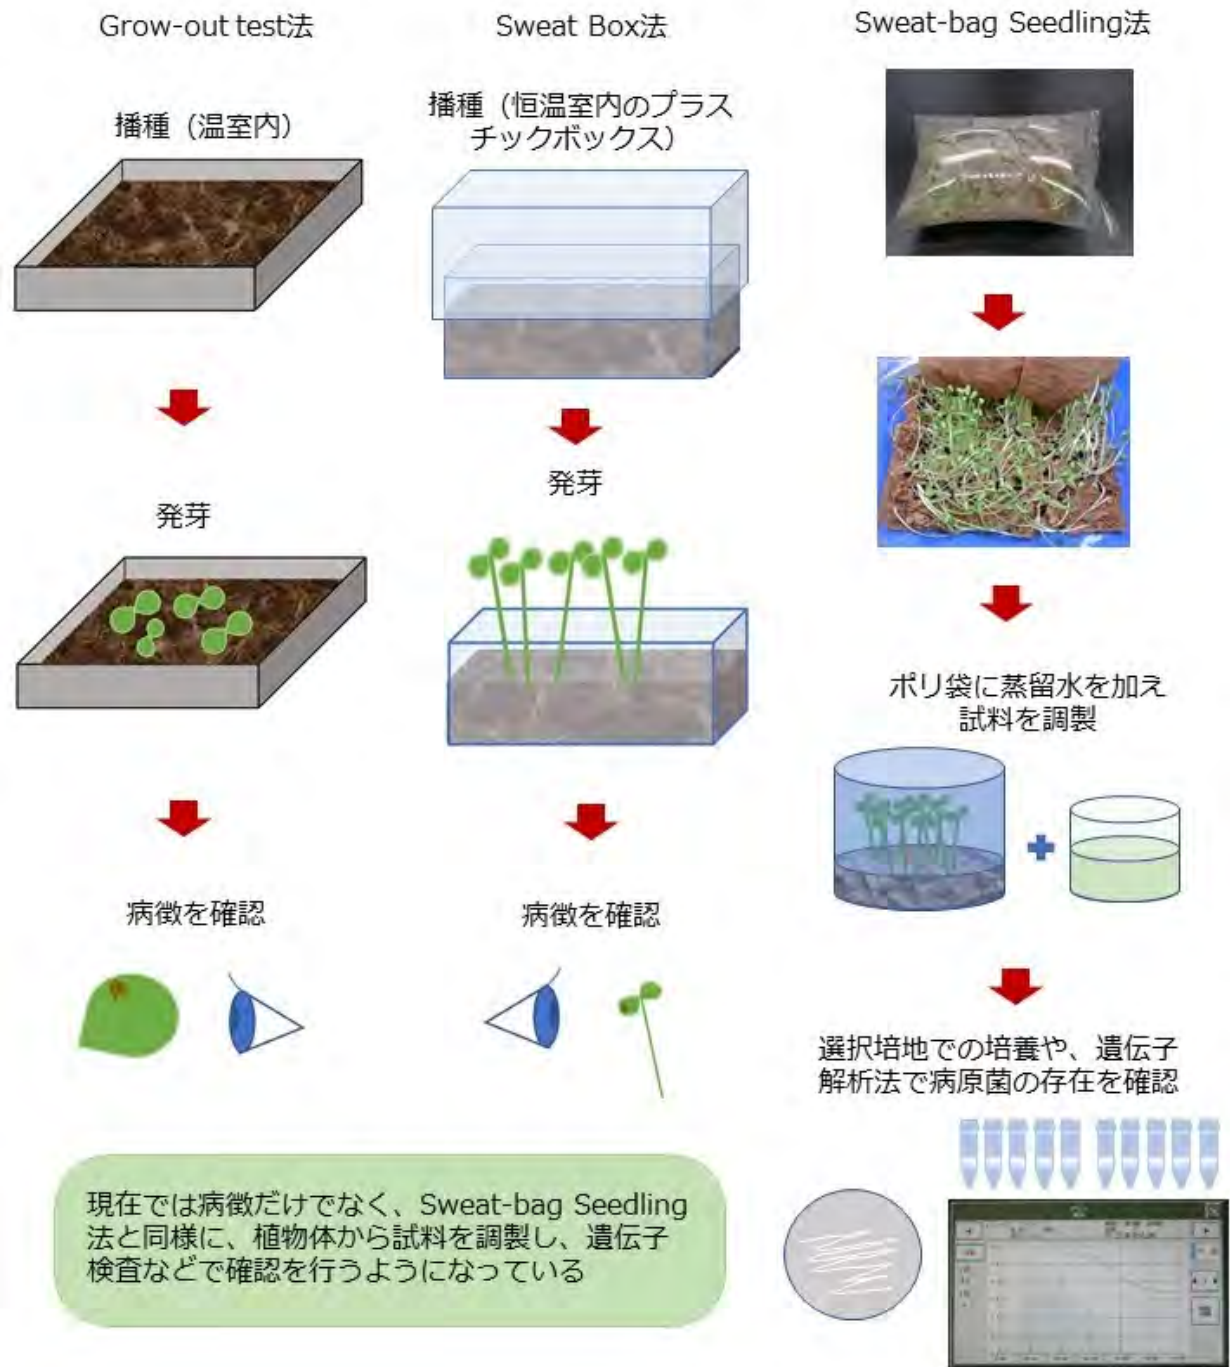 Grow-out test法
播種（温室内）
発芽
病徴を確認
Sweat Box法
播種（恒温室内のプラス
チックボックス）
発芽
病徴を確認
現在では病徴だけでなく、Sweat-bag Seedling
法と同様に、植物体から試料を調製し、遺伝子
検査などで確認を行うようになっている
Sweat-bag Seedling法
ポリ袋に蒸留水を加え
試料を調製
選択培地での培養や、遺伝子
解析法で病原菌の存在を確認